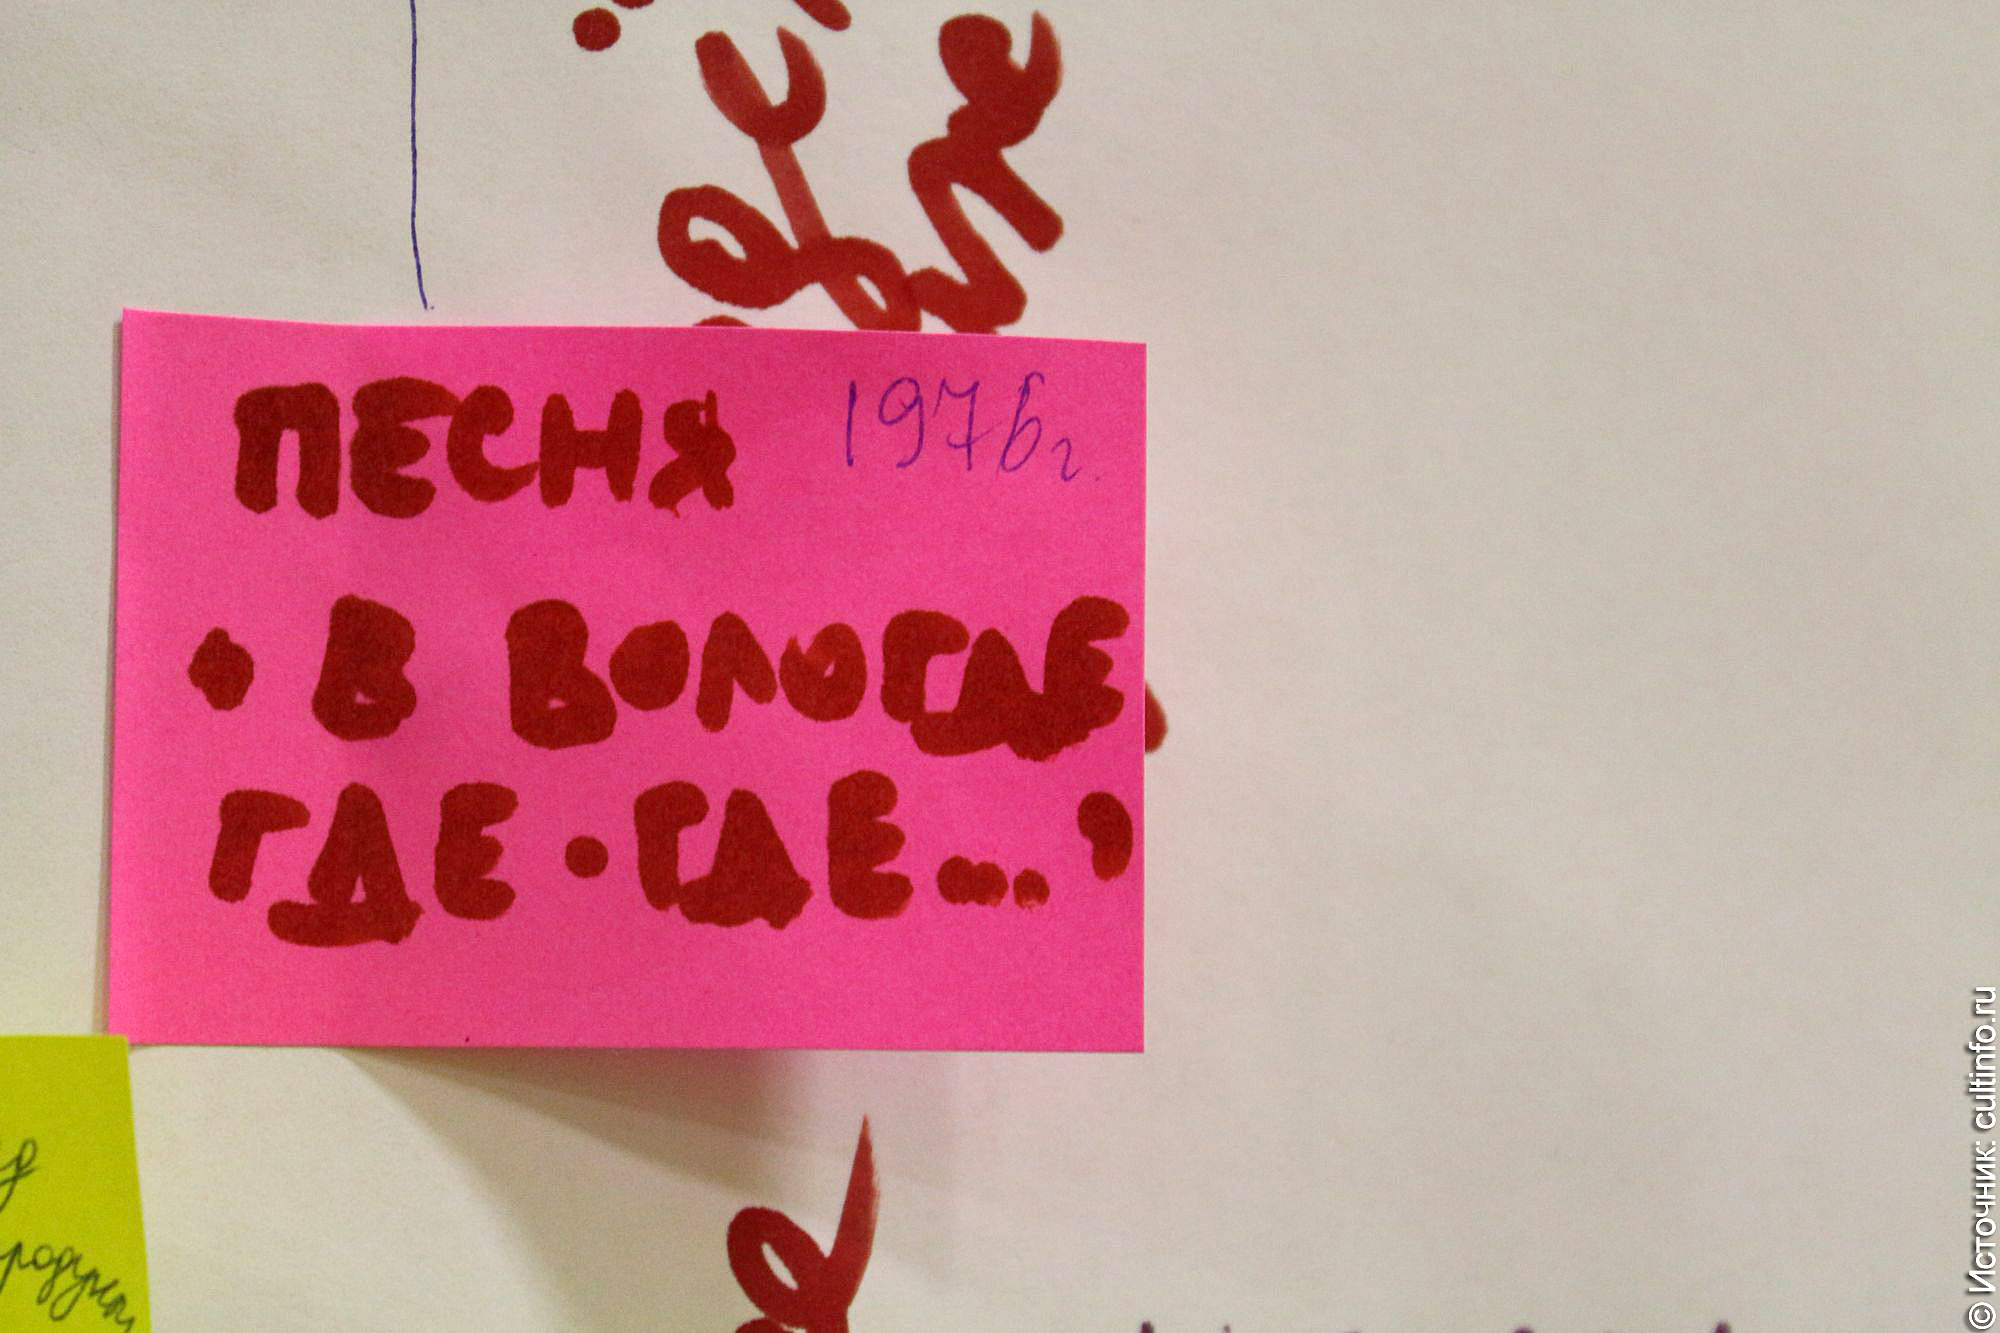 ПЕСНЯ 1976г.
• В ВОЛОГДЕ
ГДЕ•ГДЕ...'
© Источник: cultinfo.ru